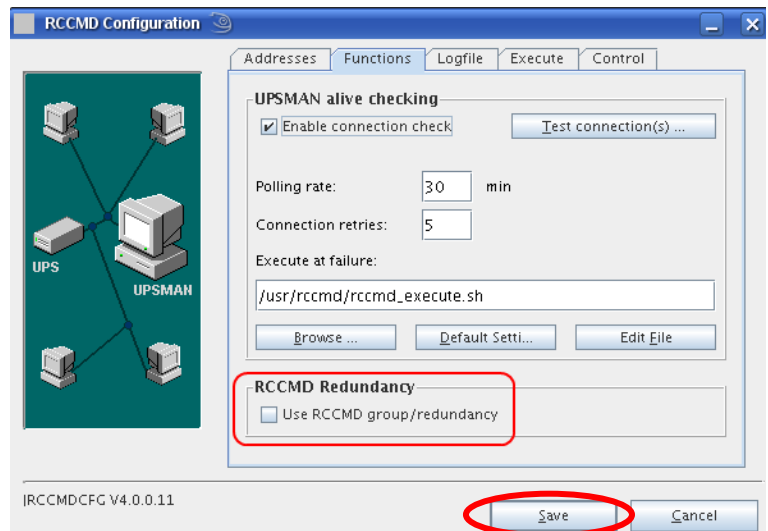 RCCMD Configuration
Addresses Functions Logfile Execute Control
UPSMAN alive checking
Enable connection check Test connection(s) ...
Polling rate: 30 min
Connection retries: 5
Execute at failure:
/usr/rccmd/rccmd_execute.sh
Browse ... Default Setti... Edit File
UPS
UPSMAN
RCCMD Redundancy
Use RCCMD group/redundancy
|RCCMDCFG V4.0.0.11
Save Cancel